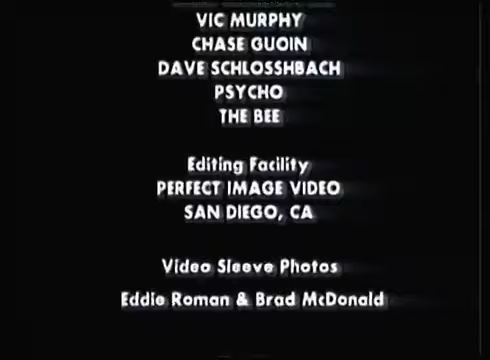 VIC MURPHY
CHASE GUOIN
DAVE SCHLOSSHBACH
PSYCHO
THE BEE
Editing Facility
PERFECT IMAGE VIDEO
SAN DIEGO, CA
Video Sleeve Photos
Eddie Roman & Brad McDonald